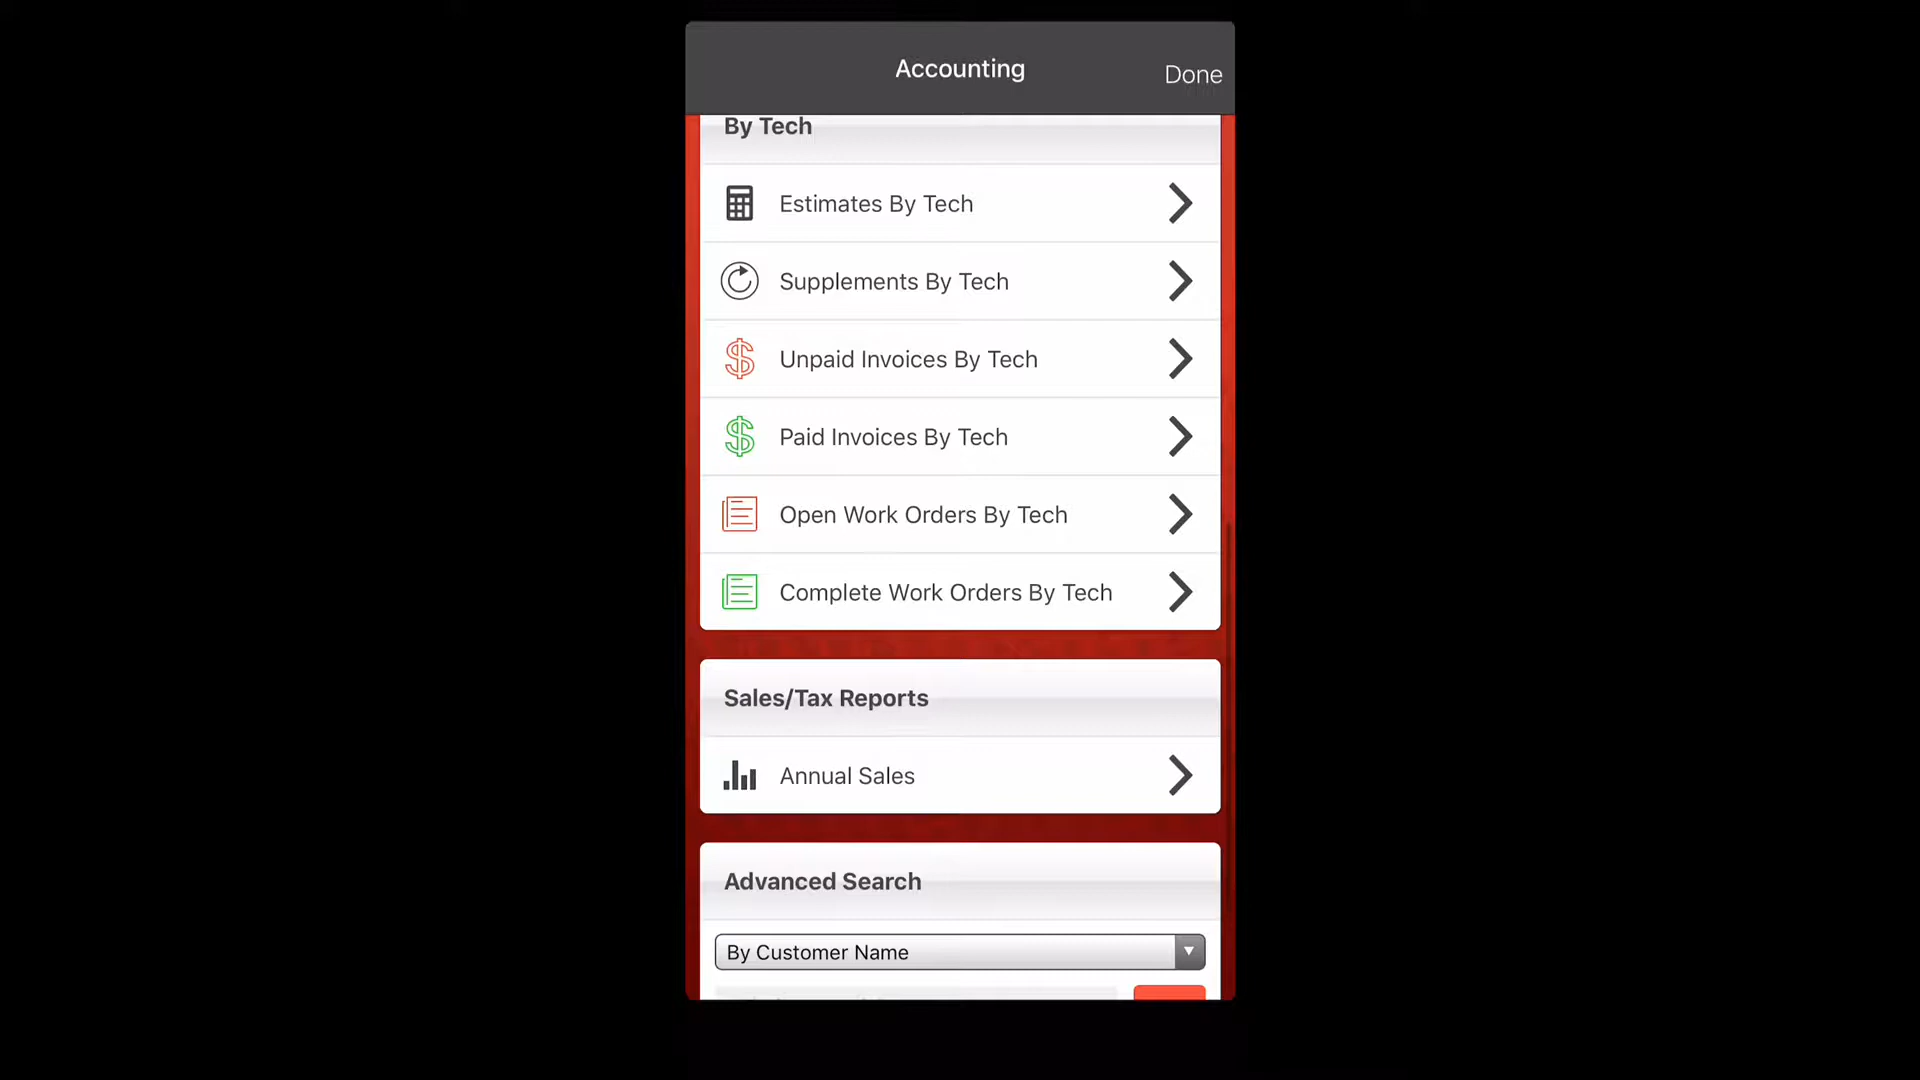 Accounting
Done
By Tech
Estimates By Tech
Supplements By Tech
Unpaid Invoices By Tech
Paid Invoices By Tech
Open Work Orders By Tech
Complete Work Orders By Tech
Sales/Tax Reports
Annual Sales
Advanced Search
By Customer Name